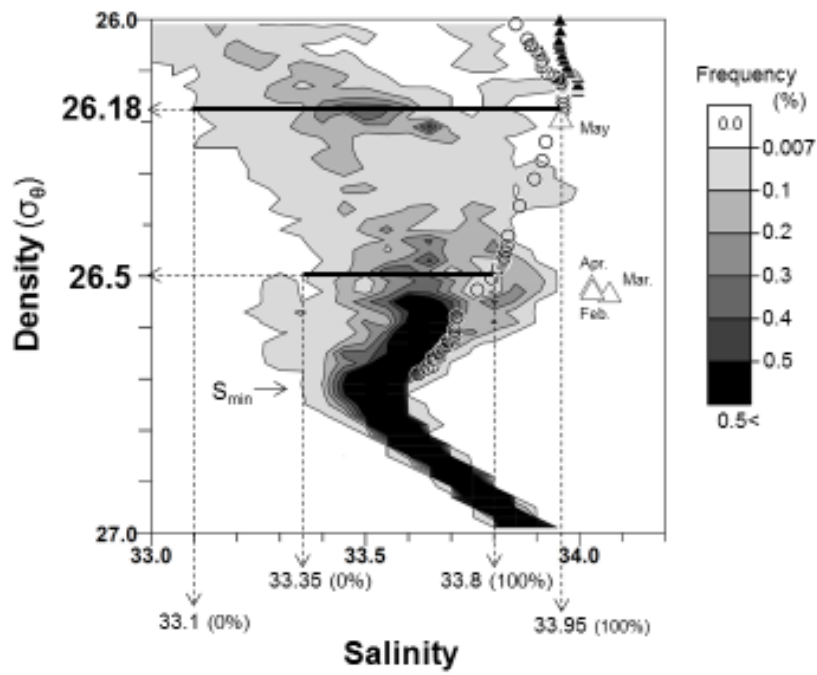 26.0
26.18
26.5
27.0
Density (σθ)
33.0
33.5
34.0
May
Apr.
Mar.
Feb.
Smin
33.35 (0%)
33.8 (100%)
33.1 (0%)
33.95 (100%)
Salinity
Frequency
(%)
0.0
0.007
0.1
0.2
0.3
0.4
0.5
0.5<